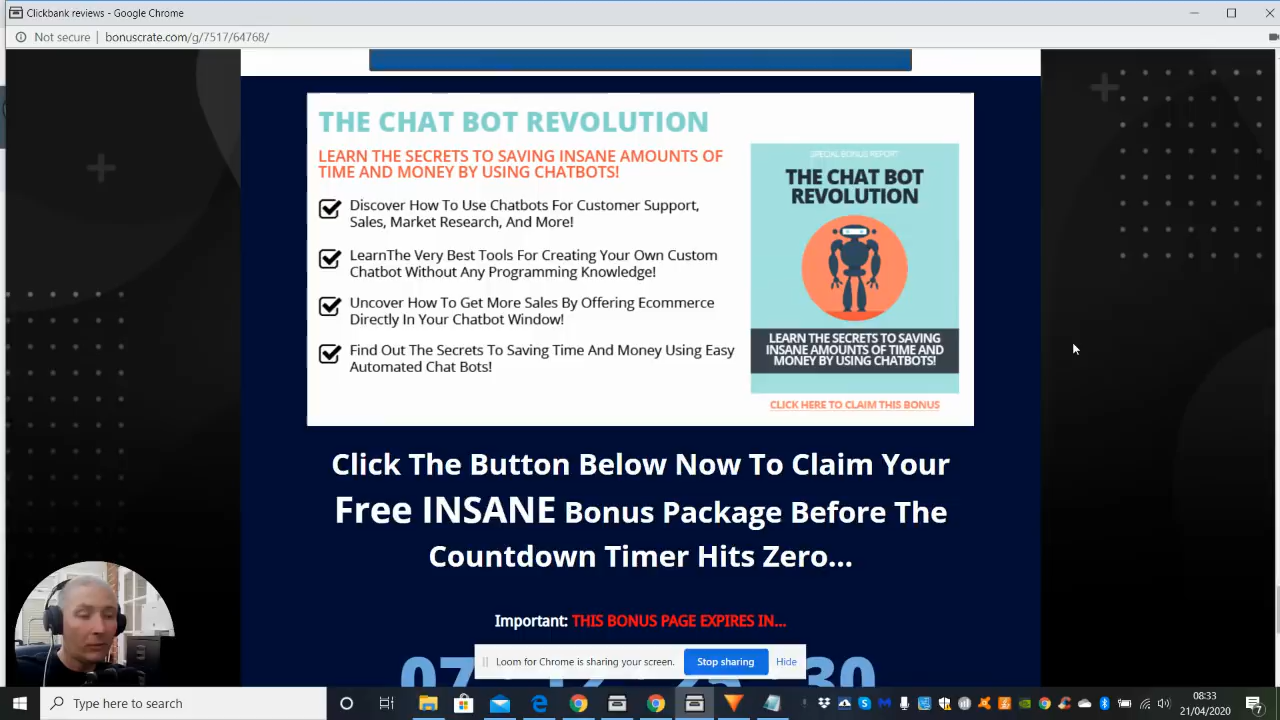 Clickbank reviews - Google Chrome
Not secure
bonuscrate.com/g/7517/64768/
THE CHAT BOT REVOLUTION
LEARN THE SECRETS TO SAVING INSANE AMOUNTS OF
TIME AND MONEY BY USING CHATBOTS!
Discover How To Use Chatbots For Customer Support,
Sales, Market Research, And More!
LearnThe Very Best Tools For Creating Your Own Custom
Chatbot Without Any Programming Knowledge!
Uncover How To Get More Sales By Offering Ecommerce
Directly In Your Chatbot Window!
Find Out The Secrets To Saving Time And Money Using Easy
Automated Chat Bots!
SPECIAL BONUS REPORT
THE CHAT BOT
REVOLUTION
LEARN THE SECRETS TO SAVING
INSANE AMOUNTS OF TIME AND
MONEY BY USING CHATBOTS!
CLICK HERE TO CLAIM THIS BONUS
Click The Button Below Now To Claim Your
Free INSANE Bonus Package Before The
Countdown Timer Hits Zero...
Important: THIS BONUS PAGE EXPIRES IN...
Loom for Chrome is sharing your screen.
Stop sharing
Hide
07
30
Type here to search
08:33
21/04/2020